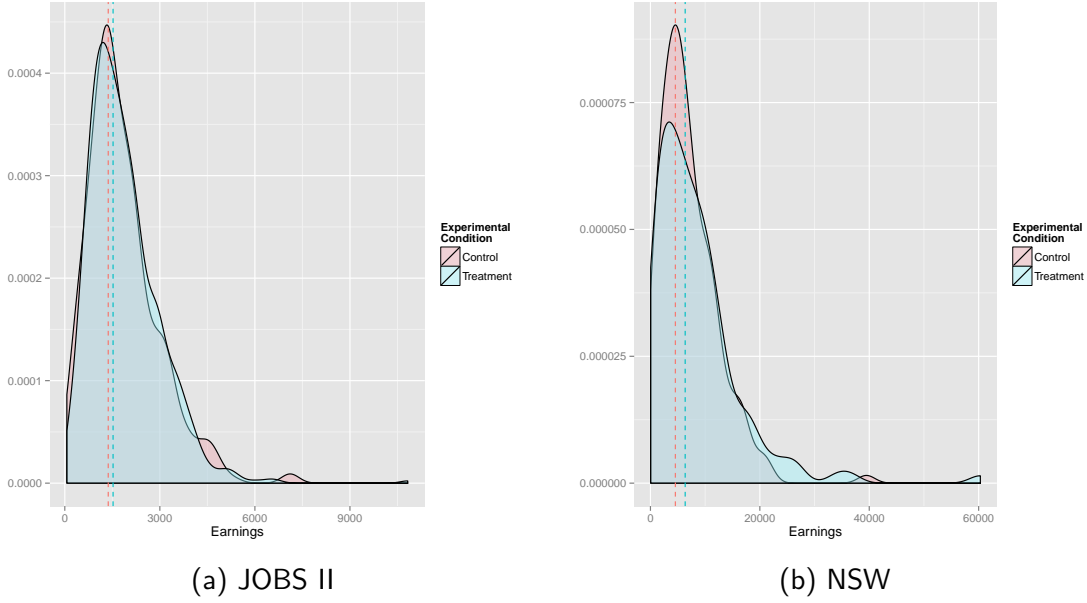 0.0004
0.0003
0.0002
0.0001
0.0000
0
3000
6000
9000
Earnings
Experimental
Condition
Control
Treatment
(a) JOBS II
0.000075
0.000050
0.000025
0.000000
0
20000
40000
60000
Earnings
Experimental
Condition
Control
Treatment
(b) NSW